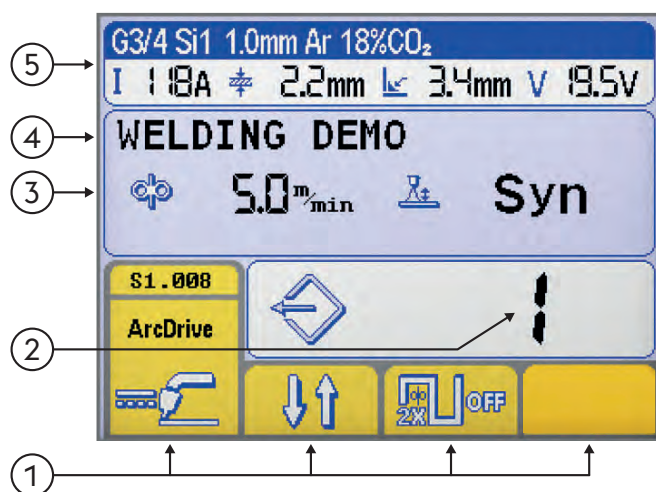 G3/4 Si1 1.0mm Ar 18%CO₂
5 I 118A 2.2mm 3.4mm V 19.5V
4 WELDING DEMO
3 5.0 m/min Syn
S1.008
ArcDrive
2 1
2X OFF
1